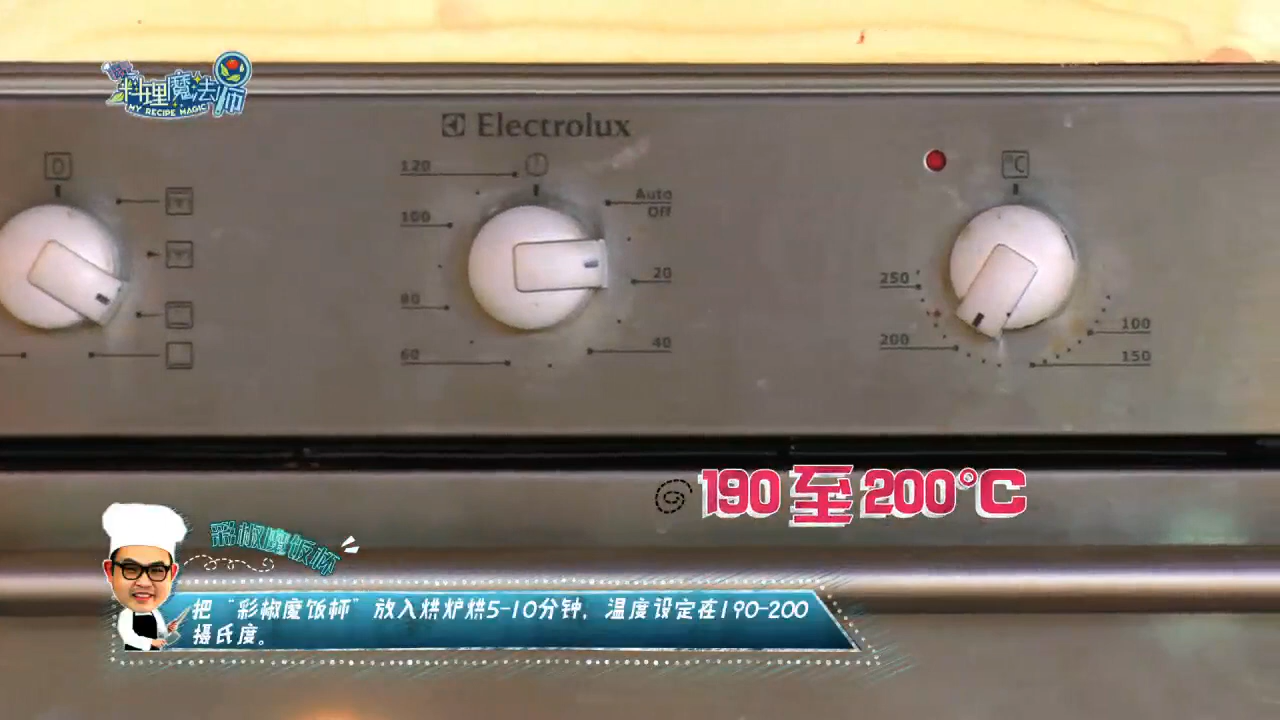 料理魔法师
MY RECIPE MAGIC
Electrolux
0
120
100
80
60
Auto
Off
20
40
°C
250
200
100
150
190至200°C
彩椒魔饭杯
把“彩椒魔饭杯”放入烘炉烘5-10分钟，温度设定在190-200
摄氏度。